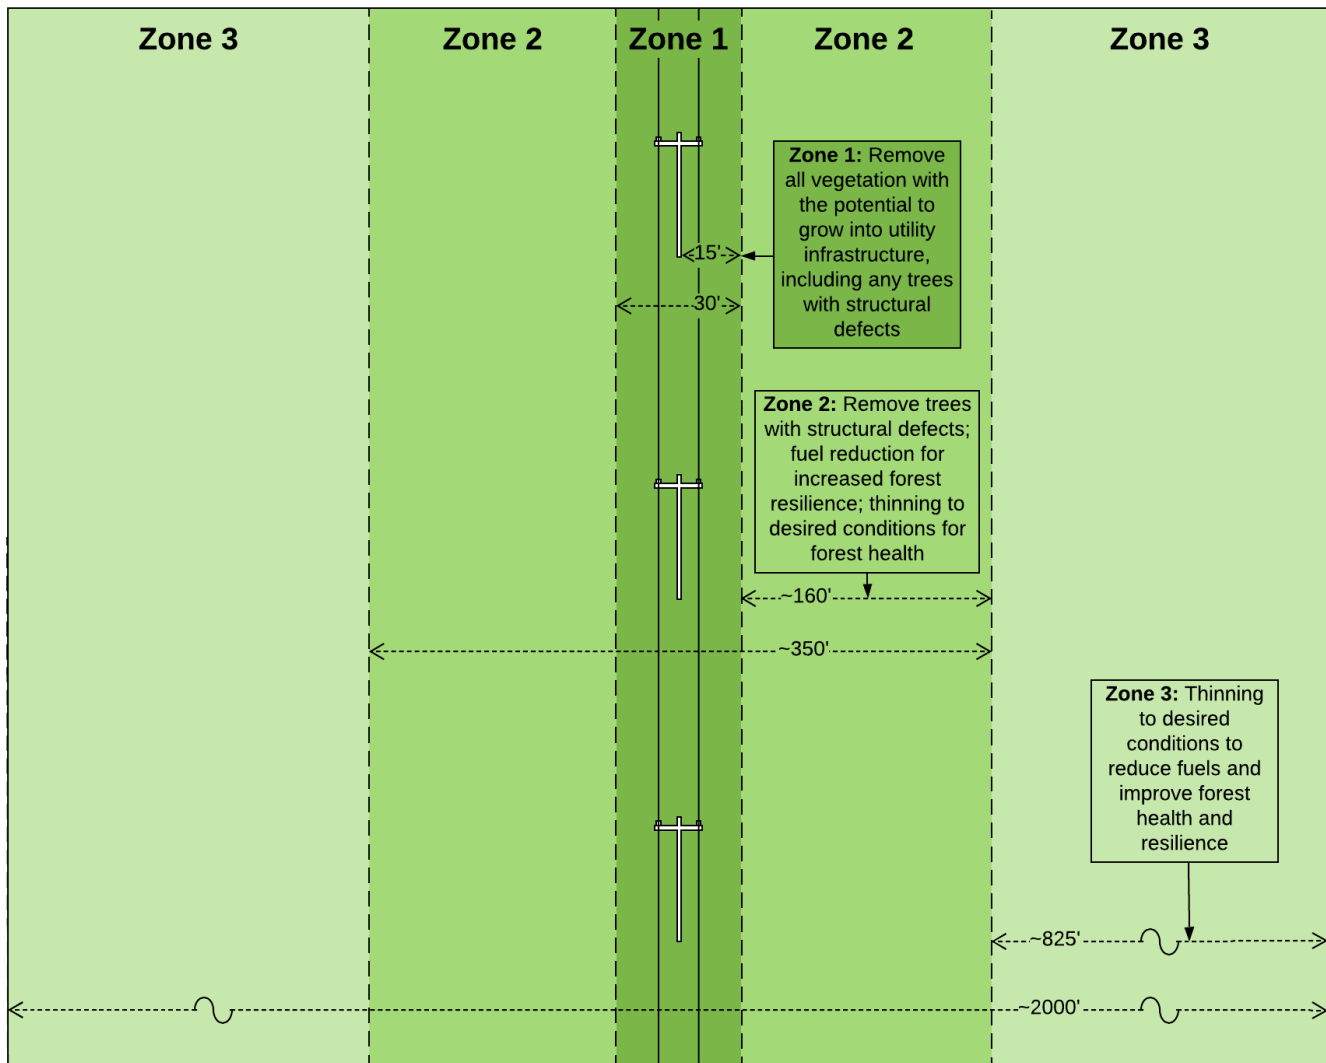 Zone 3
Zone 2
Zone 1
Zone 2
Zone 3
Zone 1: Remove
all vegetation with
the potential to
grow into utility
infrastructure,
including any trees
with structural
defects
15'
30'
Zone 2: Remove trees
with structural defects;
fuel reduction for
increased forest
resilience; thinning to
desired conditions for
forest health
~160'
~350'
Zone 3: Thinning
to desired
conditions to
reduce fuels and
improve forest
health and
resilience
~825'
~2000'